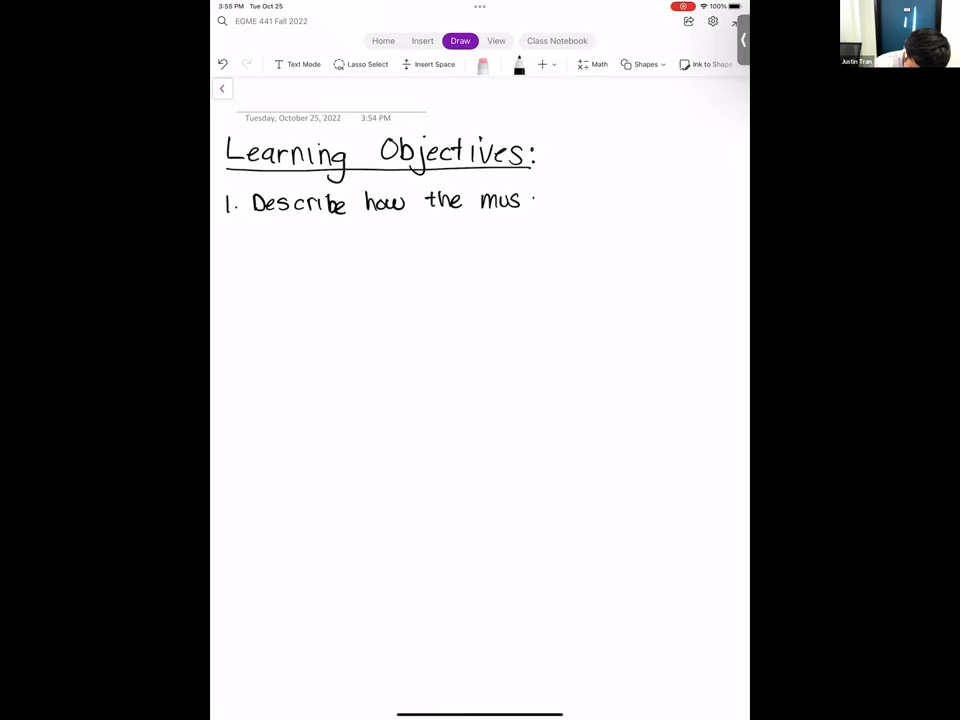 3:55 PM Tue Oct 25
100%
EGME 441 Fall 2022
Home Insert Draw View Class Notebook
Text Mode Lasso Select Insert Space Math Shapes Ink to Shape
Tuesday, October 25, 2022 3:54 PM
Learning Objectives:
1. Describe how the mus
Justin Tran